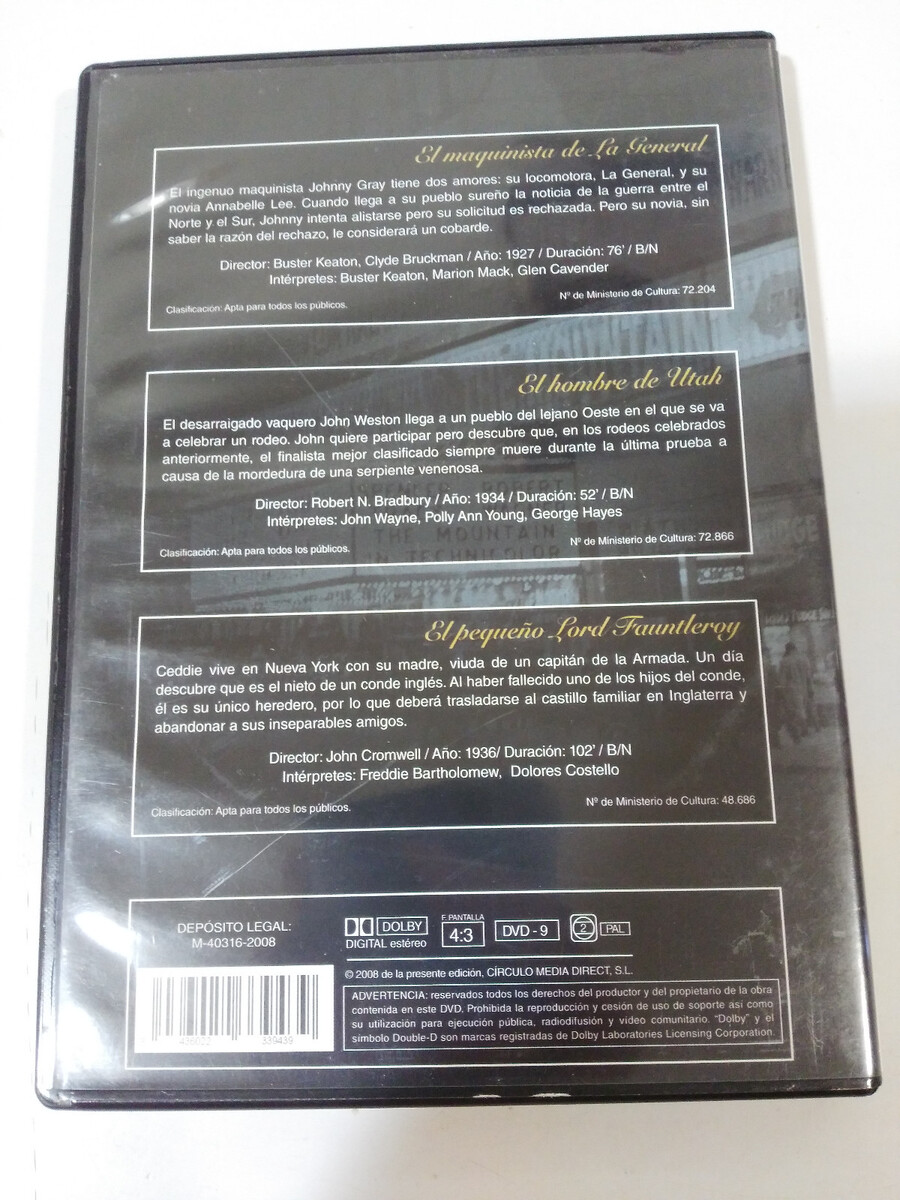 El maquinista de La General
El ingenuo maquinista Johnny Gray tiene dos amores: su locomotora, La General, y su
novia Annabelle Lee. Cuando llega a su pueblo sureño la noticia de la guerra entre el
Norte y el Sur, Johnny intenta alistarse pero su solicitud es rechazada. Pero su novia, sin
saber la razón del rechazo, le considerará un cobarde.
Director: Buster Keaton, Clyde Bruckman / Año: 1927 / Duración: 76' / B/N
Intérpretes: Buster Keaton, Marion Mack, Glen Cavender
Nº de Ministerio de Cultura: 72.204
Clasificación: Apta para todos los públicos.
El hombre de Utah
El desarraigado vaquero John Weston llega a un pueblo del lejano Oeste en el que se va
a celebrar un rodeo. John quiere participar pero descubre que, en los rodeos celebrados
anteriormente, el finalista mejor clasificado siempre muere durante la última prueba a
causa de la mordedura de una serpiente venenosa.
SPENCER ROBERT
Director: Robert N. Bradbury / Año: 1934 / Duración: 52' / B/N
Intérpretes: John Wayne, Polly Ann Young, George Hayes
THE MOUNTAIN
IN TECHNICOLOR
Nº de Ministerio de Cultura: 72.866
Clasificación: Apta para todos los públicos.
El pequeño Lord Fauntleroy
Ceddie vive en Nueva York con su madre, viuda de un capitán de la Armada. Un día
descubre que es el nieto de un conde inglés. Al haber fallecido uno de los hijos del conde,
él es su único heredero, por lo que deberá trasladarse al castillo familiar en Inglaterra y
abandonar a sus inseparables amigos.
Director: John Cromwell / Año: 1936/ Duración: 102' / B/N
Intérpretes: Freddie Bartholomew, Dolores Costello
Nº de Ministerio de Cultura: 48.686
Clasificación: Apta para todos los públicos.
DEPÓSITO LEGAL:
M-40316-2008
DOLBY
DIGITAL estéreo
F. PANTALLA
4:3
DVD - 9
2
PAL
© 2008 de la presente edición, CÍRCULO MEDIA DIRECT, S.L.
ADVERTENCIA: reservados todos los derechos del productor y del propietario de la obra
contenida en este DVD. Prohibida la reproducción y cesión de uso de soporte asi como
su utilización para ejecución pública, radiodifusión y vídeo comunitario. "Dolby" y el
símbolo Double-D son marcas registradas de Dolby Laboratories Licensing Corporation.
436022 339439